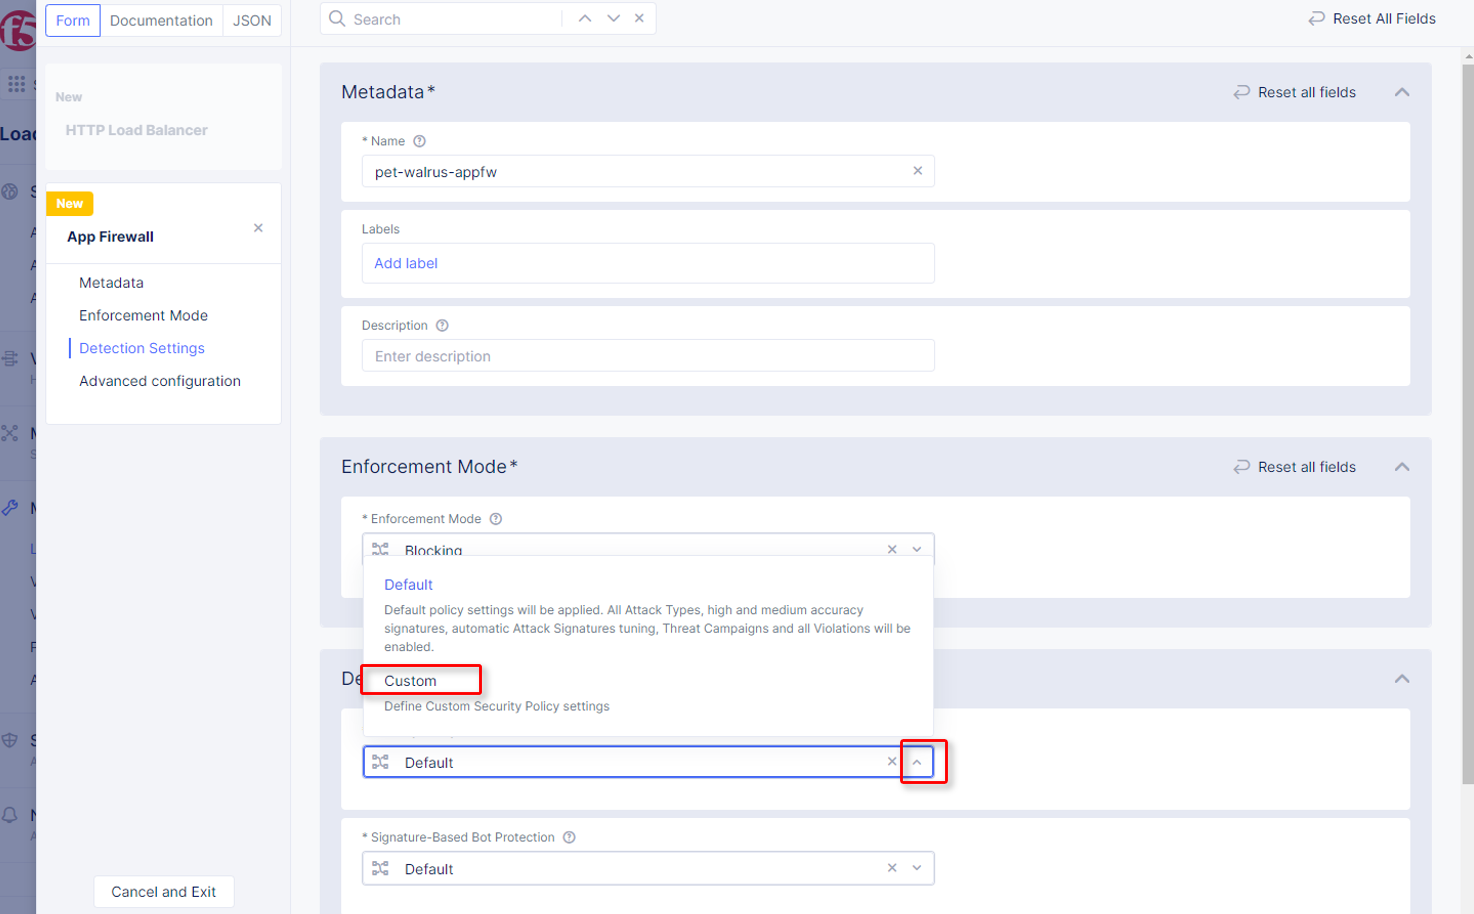 Form
Documentation
JSON
Search
Reset All Fields
f5
Load
New
HTTP Load Balancer
New
App Firewall
Metadata
Enforcement Mode
Detection Settings
Advanced configuration
Cancel and Exit
Metadata*
Reset all fields
* Name
pet-walrus-appfw
Labels
Add label
Description
Enter description
Enforcement Mode*
Reset all fields
* Enforcement Mode
Blocking
Default
Default policy settings will be applied. All Attack Types, high and medium accuracy
signatures, automatic Attack Signatures tuning, Threat Campaigns and all Violations will be
enabled.
De
Custom
Define Custom Security Policy settings
Default
* Signature-Based Bot Protection
Default